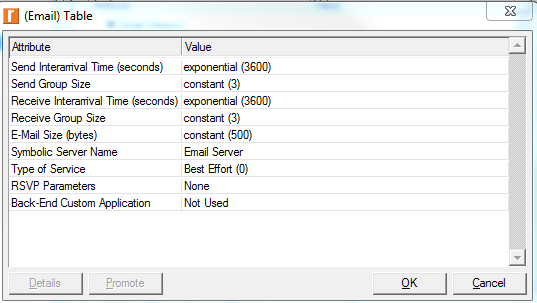 (Email) Table
Attribute Value
Send Interarrival Time (seconds) exponential (3600)
Send Group Size constant (3)
Receive Interarrival Time (seconds) exponential (3600)
Receive Group Size constant (3)
E-Mail Size (bytes) constant (500)
Symbolic Server Name Email Server
Type of Service Best Effort (0)
RSVP Parameters None
Back-End Custom Application Not Used
Details Promote OK Cancel